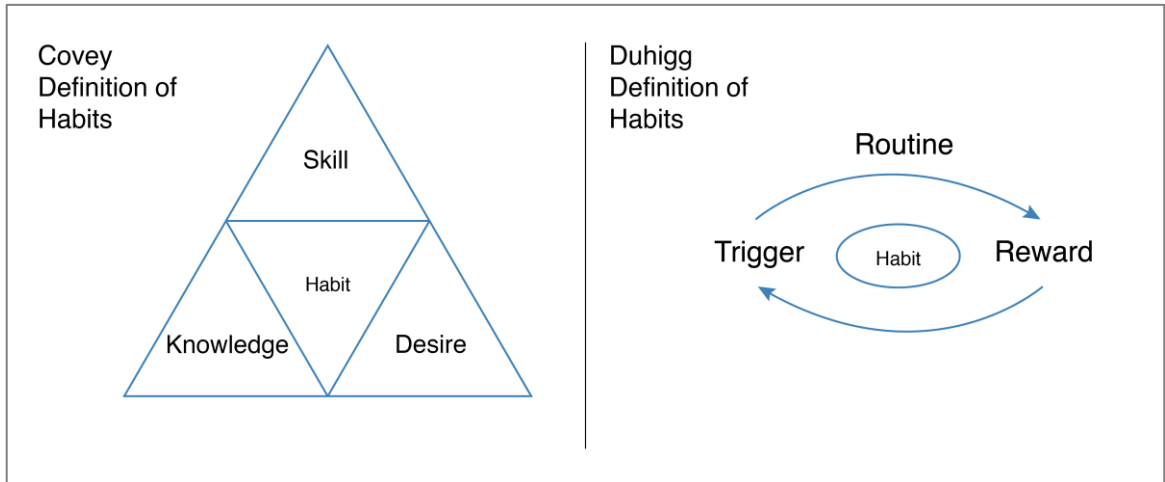 Covey
Definition of
Habits
Skill
Habit
Knowledge
Desire
Duhigg
Definition of
Habits
Routine
Trigger
Habit
Reward